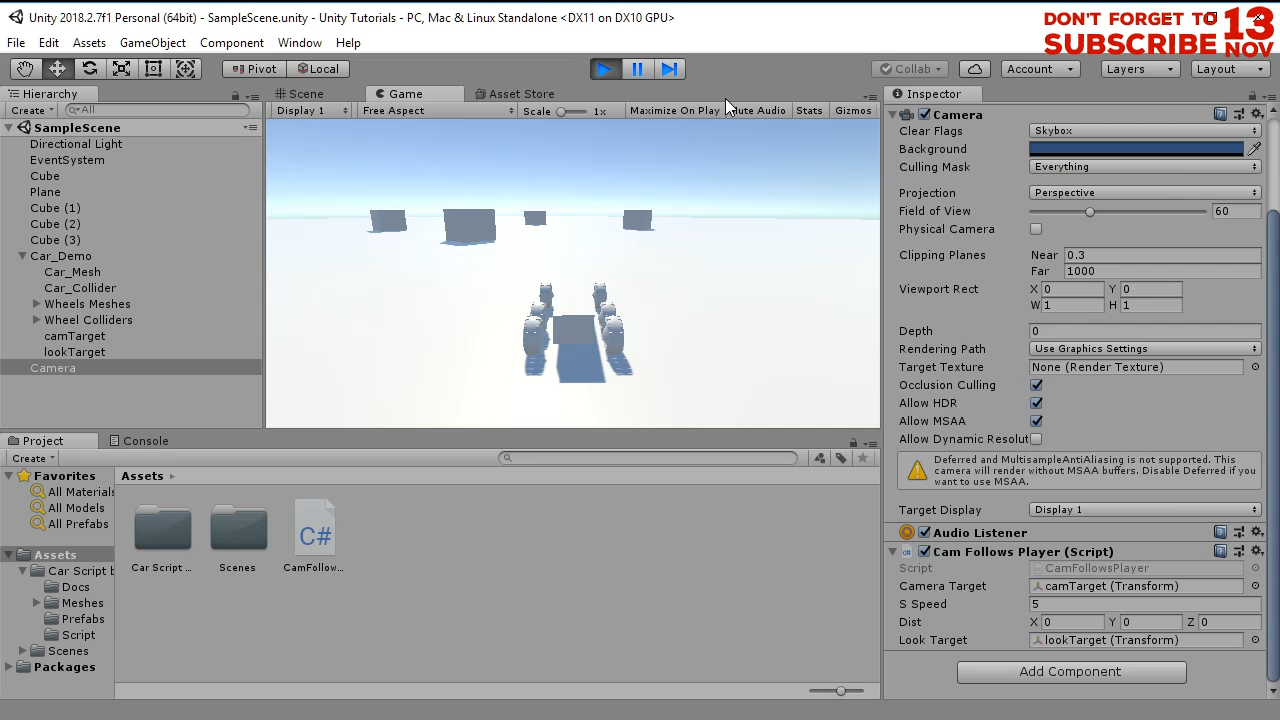 Unity 2018.2.7f1 Personal (64bit) - SampleScene.unity - Unity Tutorials - PC, Mac & Linux Standalone <DX11 on DX10 GPU>
DON'T FORGET TO
SUBSCRIBE
13
NOV
File Edit Assets GameObject Component Window Help
Pivot Local Collab Account Layers Layout
Hierarchy
Create All
SampleScene
Directional Light
EventSystem
Cube
Plane
Cube (1)
Cube (2)
Cube (3)
Car_Demo
Car_Mesh
Car_Collider
Wheels Meshes
Wheel Colliders
camTarget
lookTarget
Camera
Scene Game Asset Store
Display 1 Free Aspect Scale 1x Maximize On Play ute Audio Stats Gizmos
Project Console
Create
Favorites
All Materials
All Models
All Prefabs
Assets
Car Script b
Docs
Meshes
Prefabs
Script
Scenes
Packages
Assets
C#
Car Script ... Scenes CamFollow...
Inspector
Camera
Clear Flags Skybox
Background
Culling Mask Everything
Projection Perspective
Field of View 60
Physical Camera
Clipping Planes Near 0.3
Far 1000
Viewport Rect X 0 Y 0
W 1 H 1
Depth 0
Rendering Path Use Graphics Settings
Target Texture None (Render Texture)
Occlusion Culling
Allow HDR
Allow MSAA
Allow Dynamic Resolut
Deferred and MultisampleAntiAliasing is not supported. This
camera will render without MSAA buffers. Disable Deferred if you
want to use MSAA.
Target Display Display 1
Audio Listener
Cam Follows Player (Script)
Script CamFollowsPlayer
Camera Target camTarget (Transform)
S Speed 5
Dist X 0 Y 0 Z 0
Look Target lookTarget (Transform)
Add Component